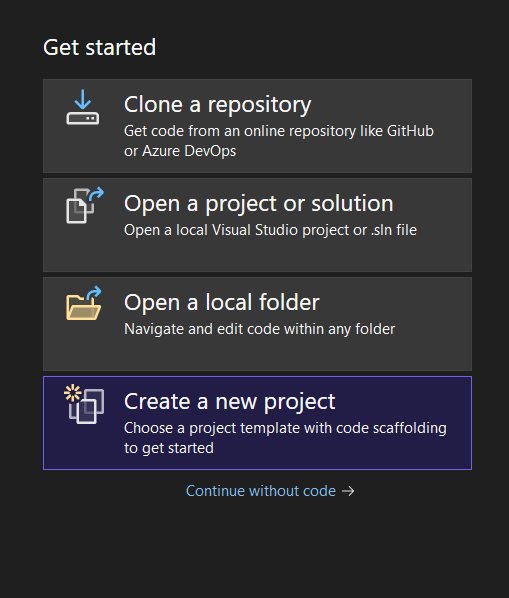 Get started
Clone a repository
Get code from an online repository like GitHub
or Azure DevOps
Open a project or solution
Open a local Visual Studio project or .sln file
Open a local folder
Navigate and edit code within any folder
Create a new project
Choose a project template with code scaffolding
to get started
Continue without code →